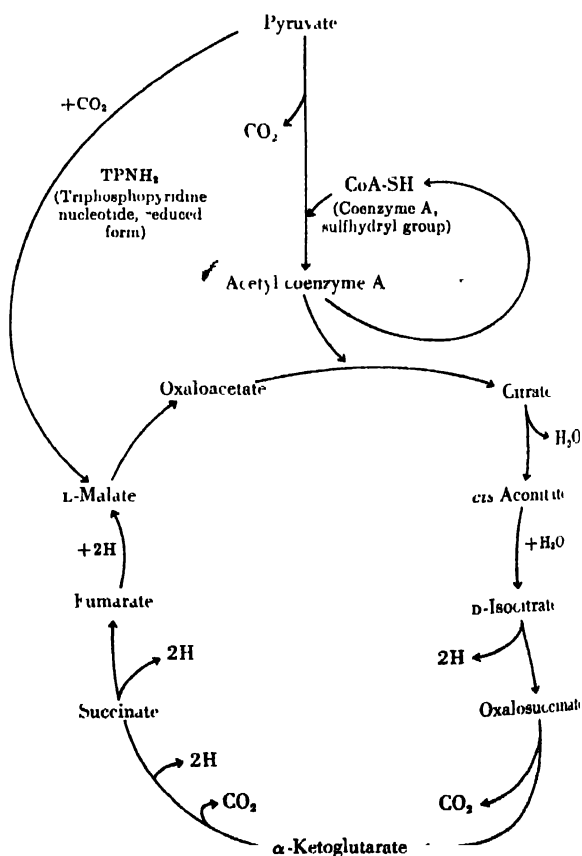 Pyruvate
+CO₂
CO₂
TPNH₂
(Triphosphopyridine
nucleotide, reduced
form)
CoA-SH
(Coenzyme A,
sulfhydryl group)
Acetyl coenzyme A
Oxaloacetate
Citrate
H₂O
L-Malate
cis Aconitate
+2H
+H₂O
Fumarate
D-Isocitrate
2H
2H
Succinate
Oxalosuccinate
2H
CO₂
CO₂
α-Ketoglutarate